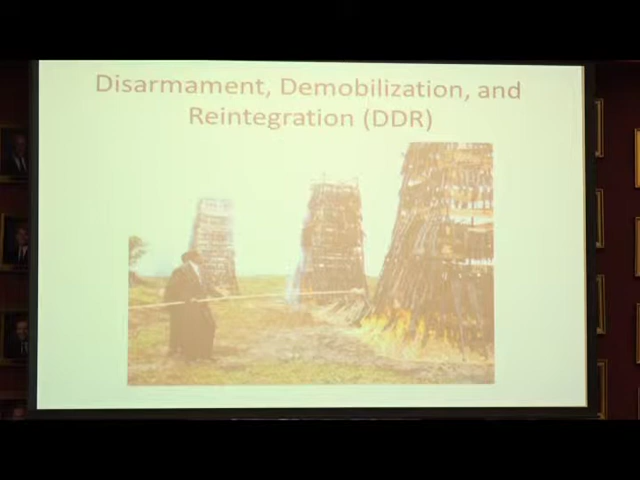 Disarmament, Demobilization, and
Reintegration (DDR)